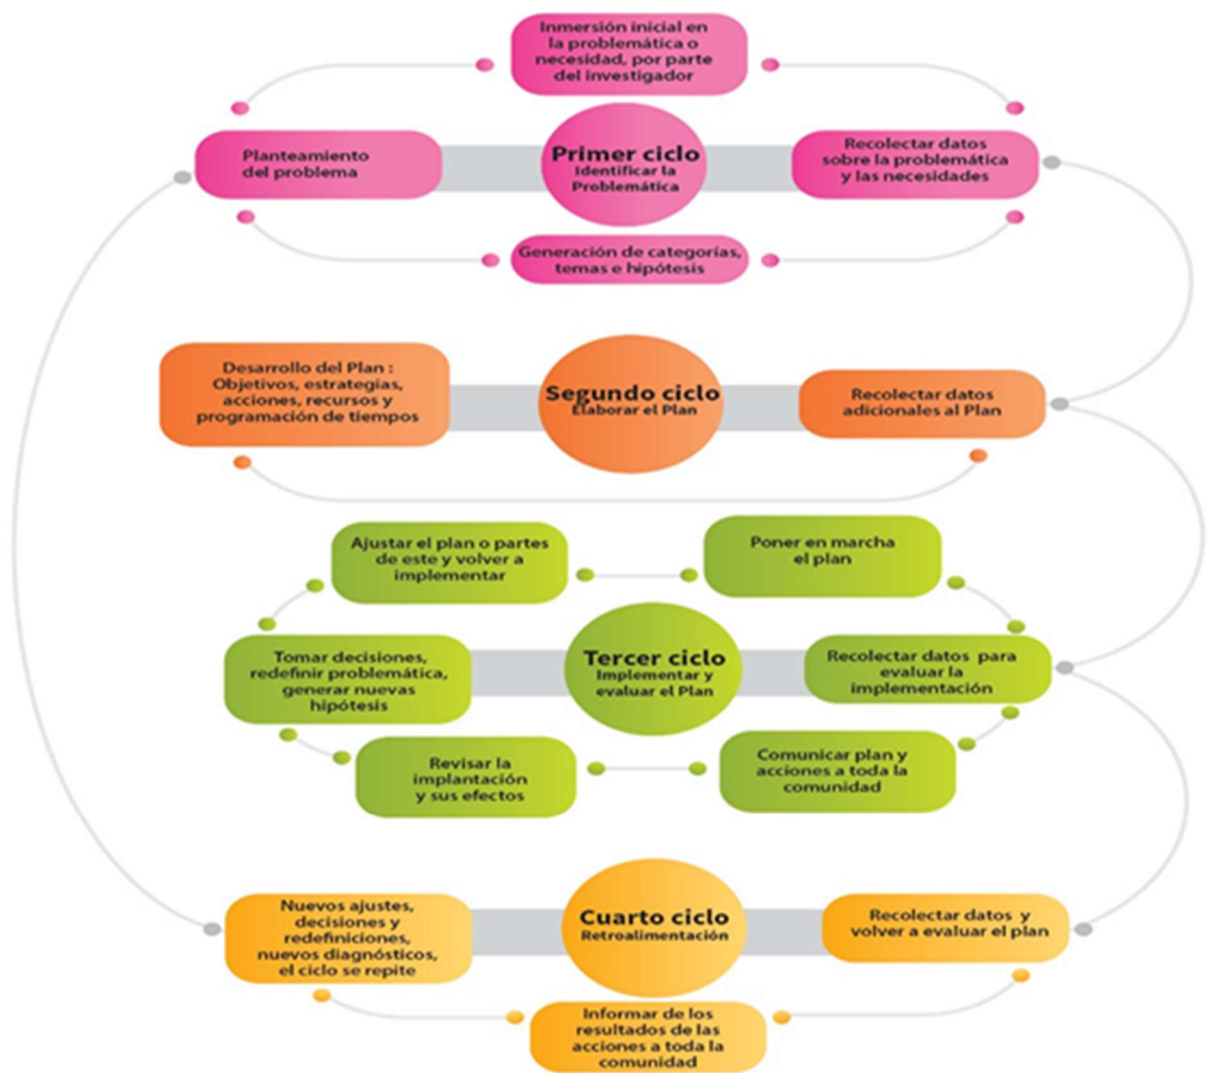 Inmersión inicial en
la problemática o
necesidad, por parte
del investigador
Planteamiento
del problema
Primer ciclo
Identificar la
Problemática
Recolectar datos
sobre la problemática
y las necesidades
Generación de categorías,
temas e hipótesis
Desarrollo del Plan :
Objetivos, estrategias,
acciones, recursos y
programación de tiempos
Segundo ciclo
Elaborar el Plan
Recolectar datos
adicionales al Plan
Ajustar el plan o partes
de este y volver a
implementar
Poner en marcha
el plan
Tomar decisiones,
redefinir problemática,
generar nuevas
hipótesis
Tercer ciclo
Implementar y
evaluar el Plan
Recolectar datos para
evaluar la
implementación
Revisar la
implantación
y sus efectos
Comunicar plan y
acciones a toda la
comunidad
Nuevos ajustes,
decisiones y
redefiniciones,
nuevos diagnósticos,
el ciclo se repite
Cuarto ciclo
Retroalimentación
Recolectar datos y
volver a evaluar el plan
Informar de los
resultados de las
acciones a toda la
comunidad